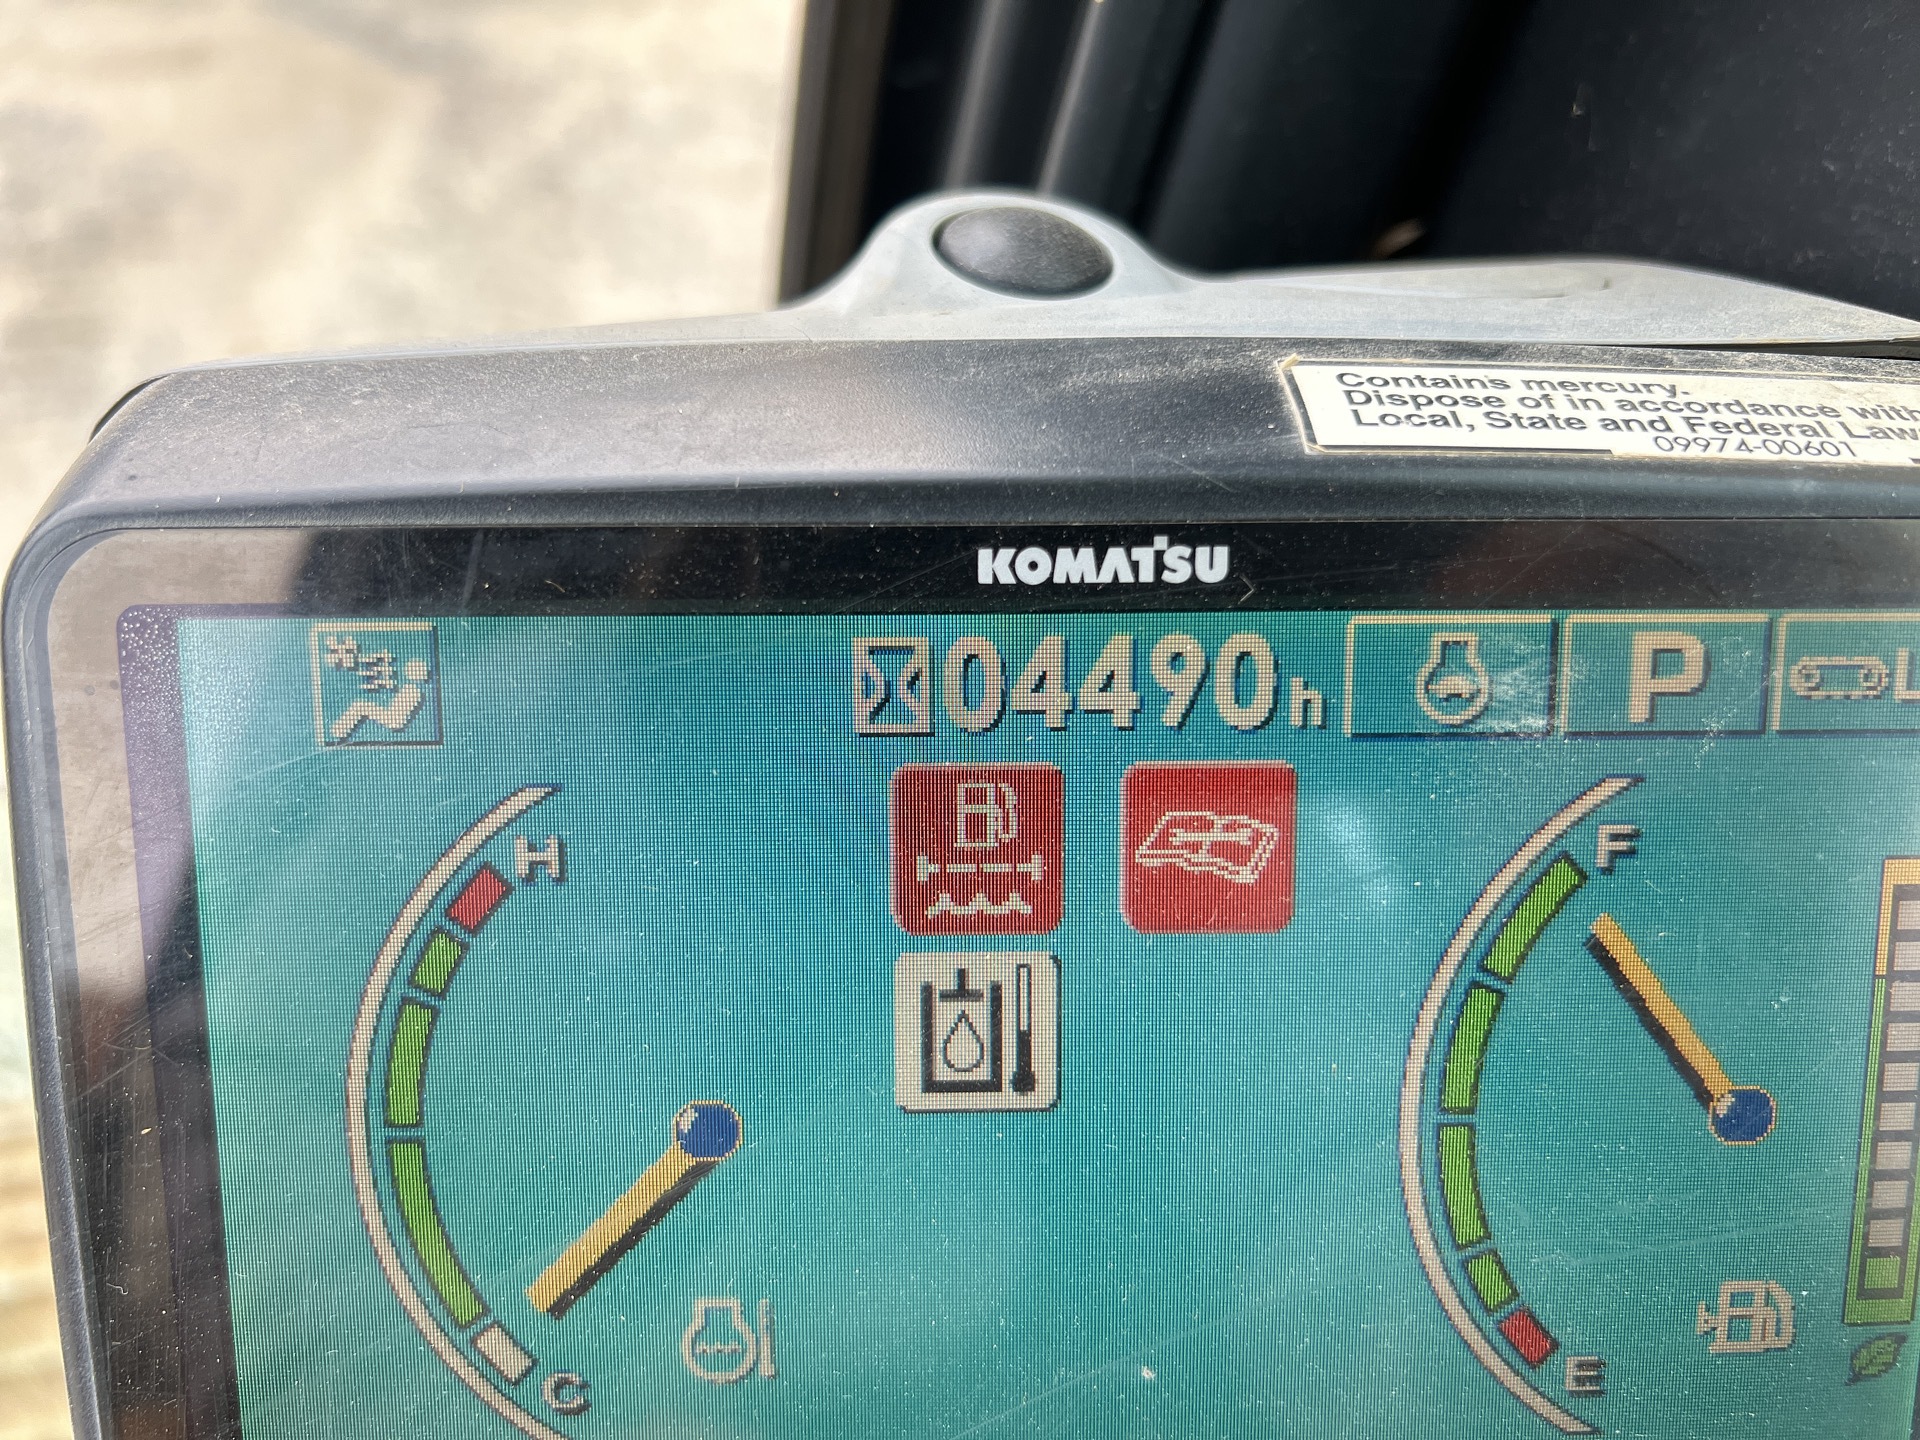 Contains mercury.
Dispose of in accordance with
Local, State and Federal Law
09974-00601
KOMATSU
04490h
P
L
H
C
F
E